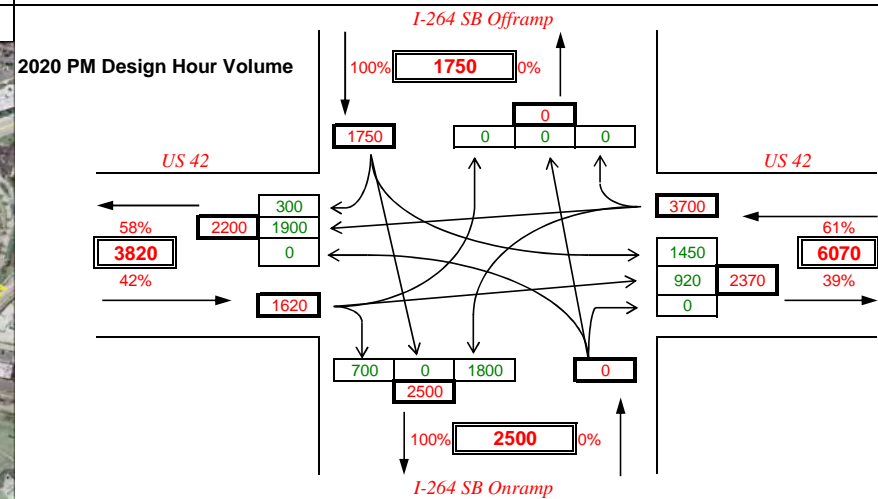 I-264 SB Offramp
2020 PM Design Hour Volume
100% 1750 0%
0
1750 0 0 0
US 42 US 42
300 3700
58% 2200 1900 61%
3820 0 1450 6070
42% 920 2370 39%
1620 0
700 0 1800 0
2500
100% 2500 0%
I-264 SB Onramp